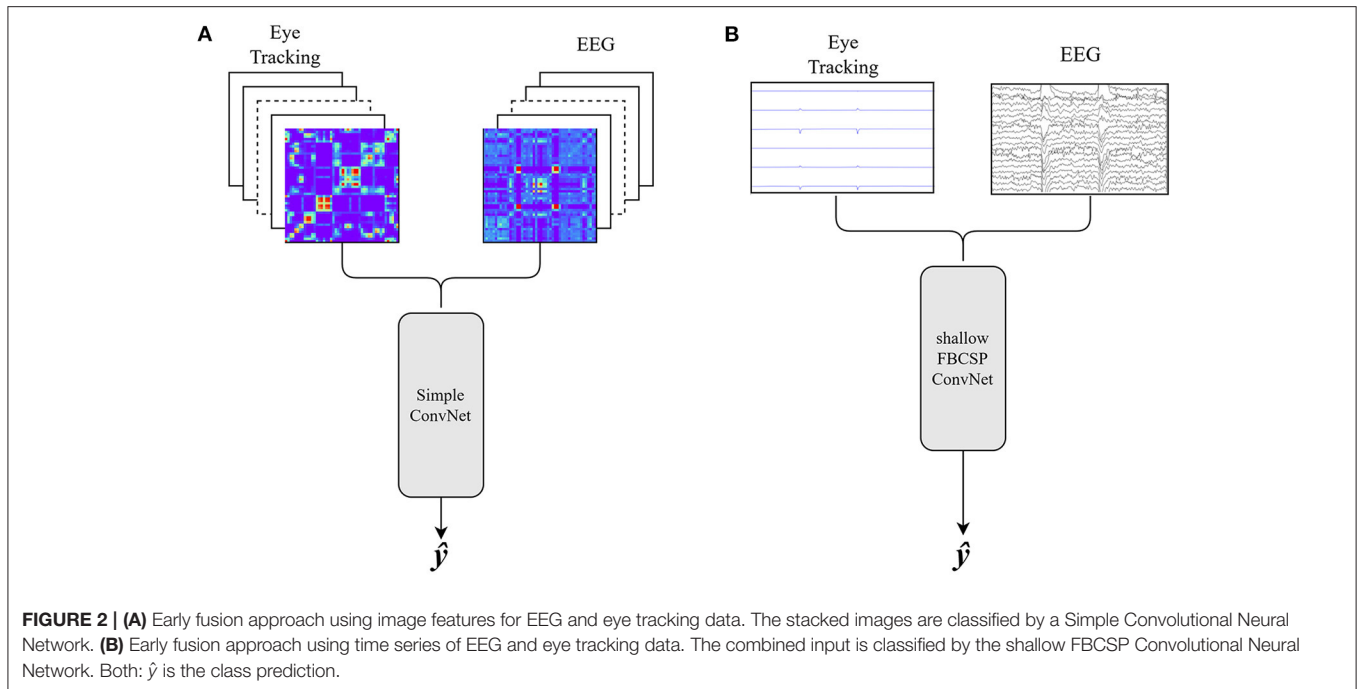 A
Eye
Tracking
EEG
Simple
ConvNet
ŷ
B
Eye
Tracking
EEG
shallow
FBCSP
ConvNet
ŷ
FIGURE 2 | (A) Early fusion approach using image features for EEG and eye tracking data. The stacked images are classified by a Simple Convolutional Neural
Network. (B) Early fusion approach using time series of EEG and eye tracking data. The combined input is classified by the shallow FBCSP Convolutional Neural
Network. Both: ŷ is the class prediction.